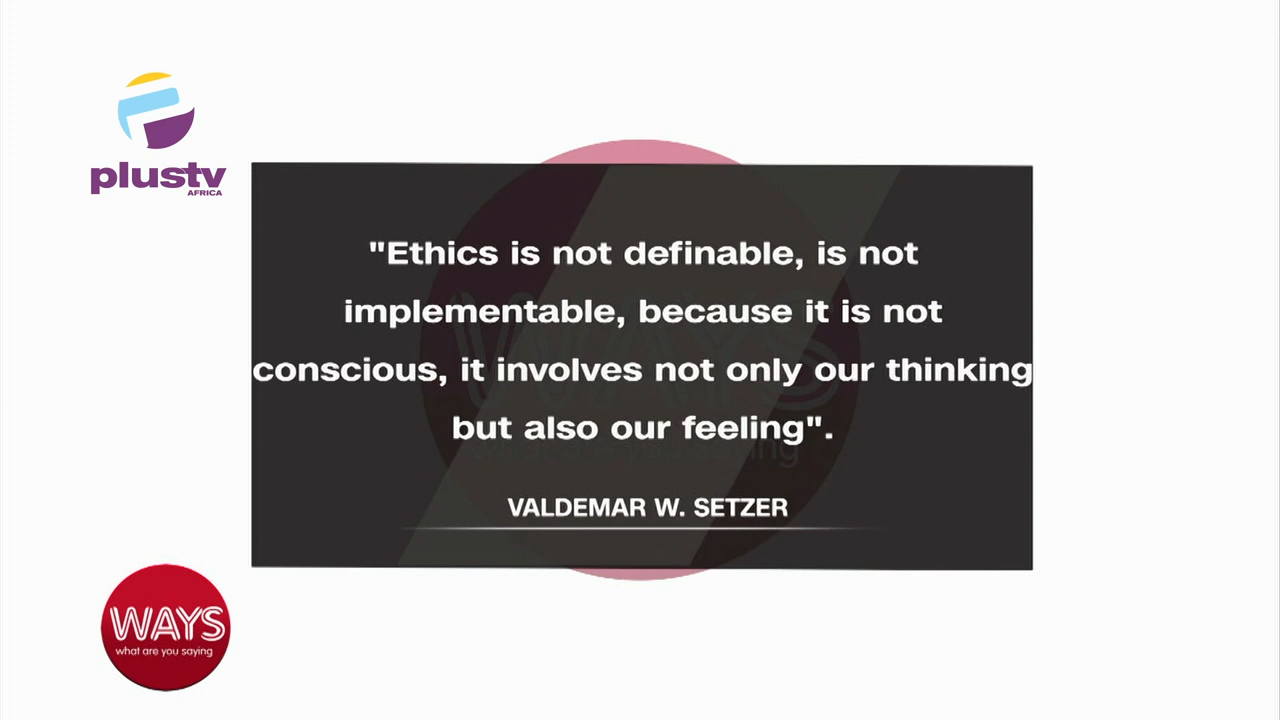 plustv
AFRICA
"Ethics is not definable, is not
implementable, because it is not
conscious, it involves not only our thinking
but also our feeling".
VALDEMAR W. SETZER
WAYS
what are you saying